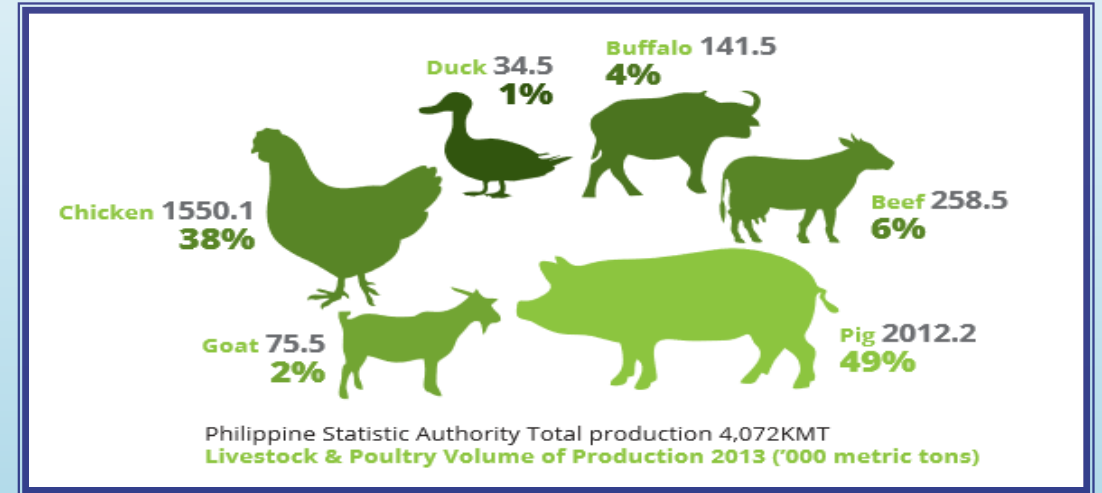 Buffalo 141.5
4%
Duck 34.5
1%
Chicken 1550.1
38%
Beef 258.5
6%
Goat 75.5
2%
Pig 2012.2
49%
Philippine Statistic Authority Total production 4,072KMT
Livestock & Poultry Volume of Production 2013 (’000 metric tons)